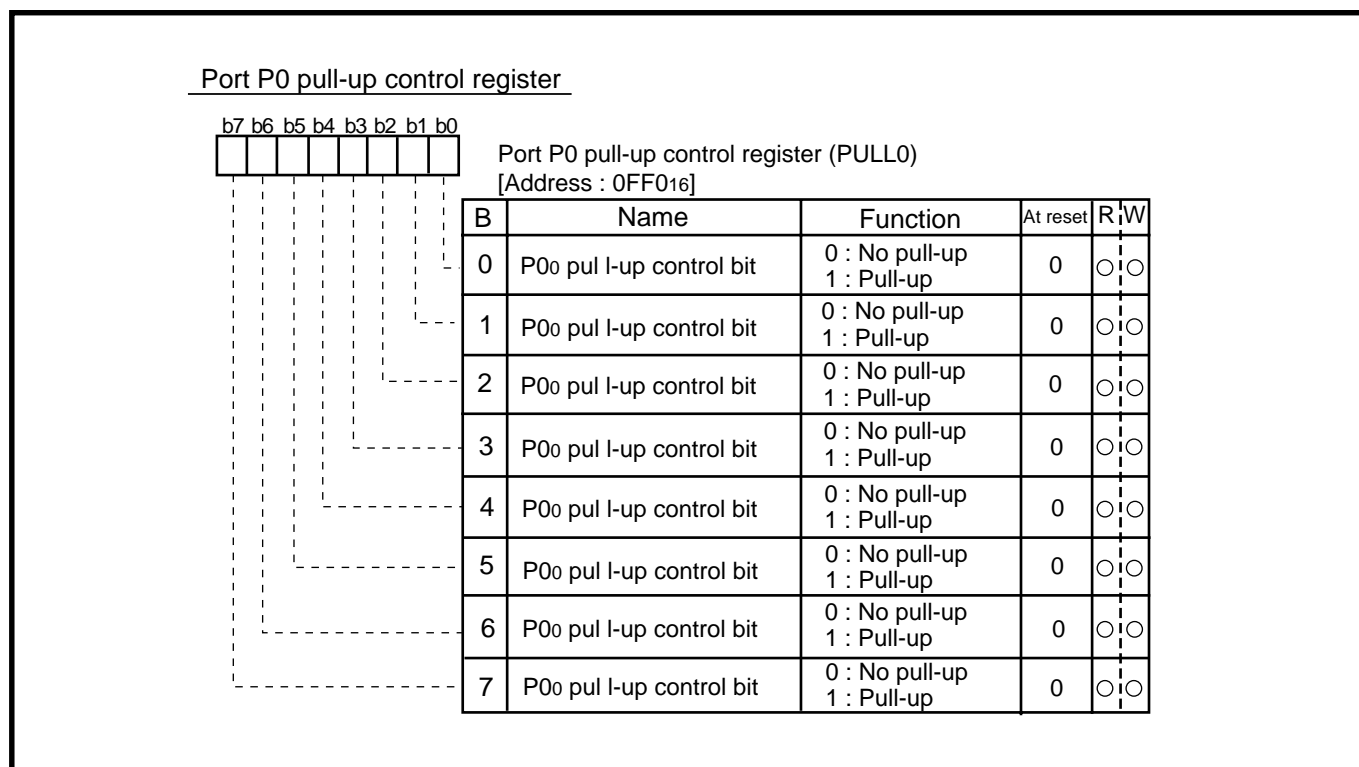 Port P0 pull-up control register
b7 b6 b5 b4 b3 b2 b1 b0
Port P0 pull-up control register (PULL0)
[Address : 0FF016]
B Name Function At reset R W
0 P00 pul l-up control bit 0 : No pull-up 0
1 : Pull-up
1 P00 pul l-up control bit 0 : No pull-up 0
1 : Pull-up
2 P00 pul l-up control bit 0 : No pull-up 0
1 : Pull-up
3 P00 pul l-up control bit 0 : No pull-up 0
1 : Pull-up
4 P00 pul l-up control bit 0 : No pull-up 0
1 : Pull-up
5 P00 pul l-up control bit 0 : No pull-up 0
1 : Pull-up
6 P00 pul l-up control bit 0 : No pull-up 0
1 : Pull-up
7 P00 pul l-up control bit 0 : No pull-up 0
1 : Pull-up